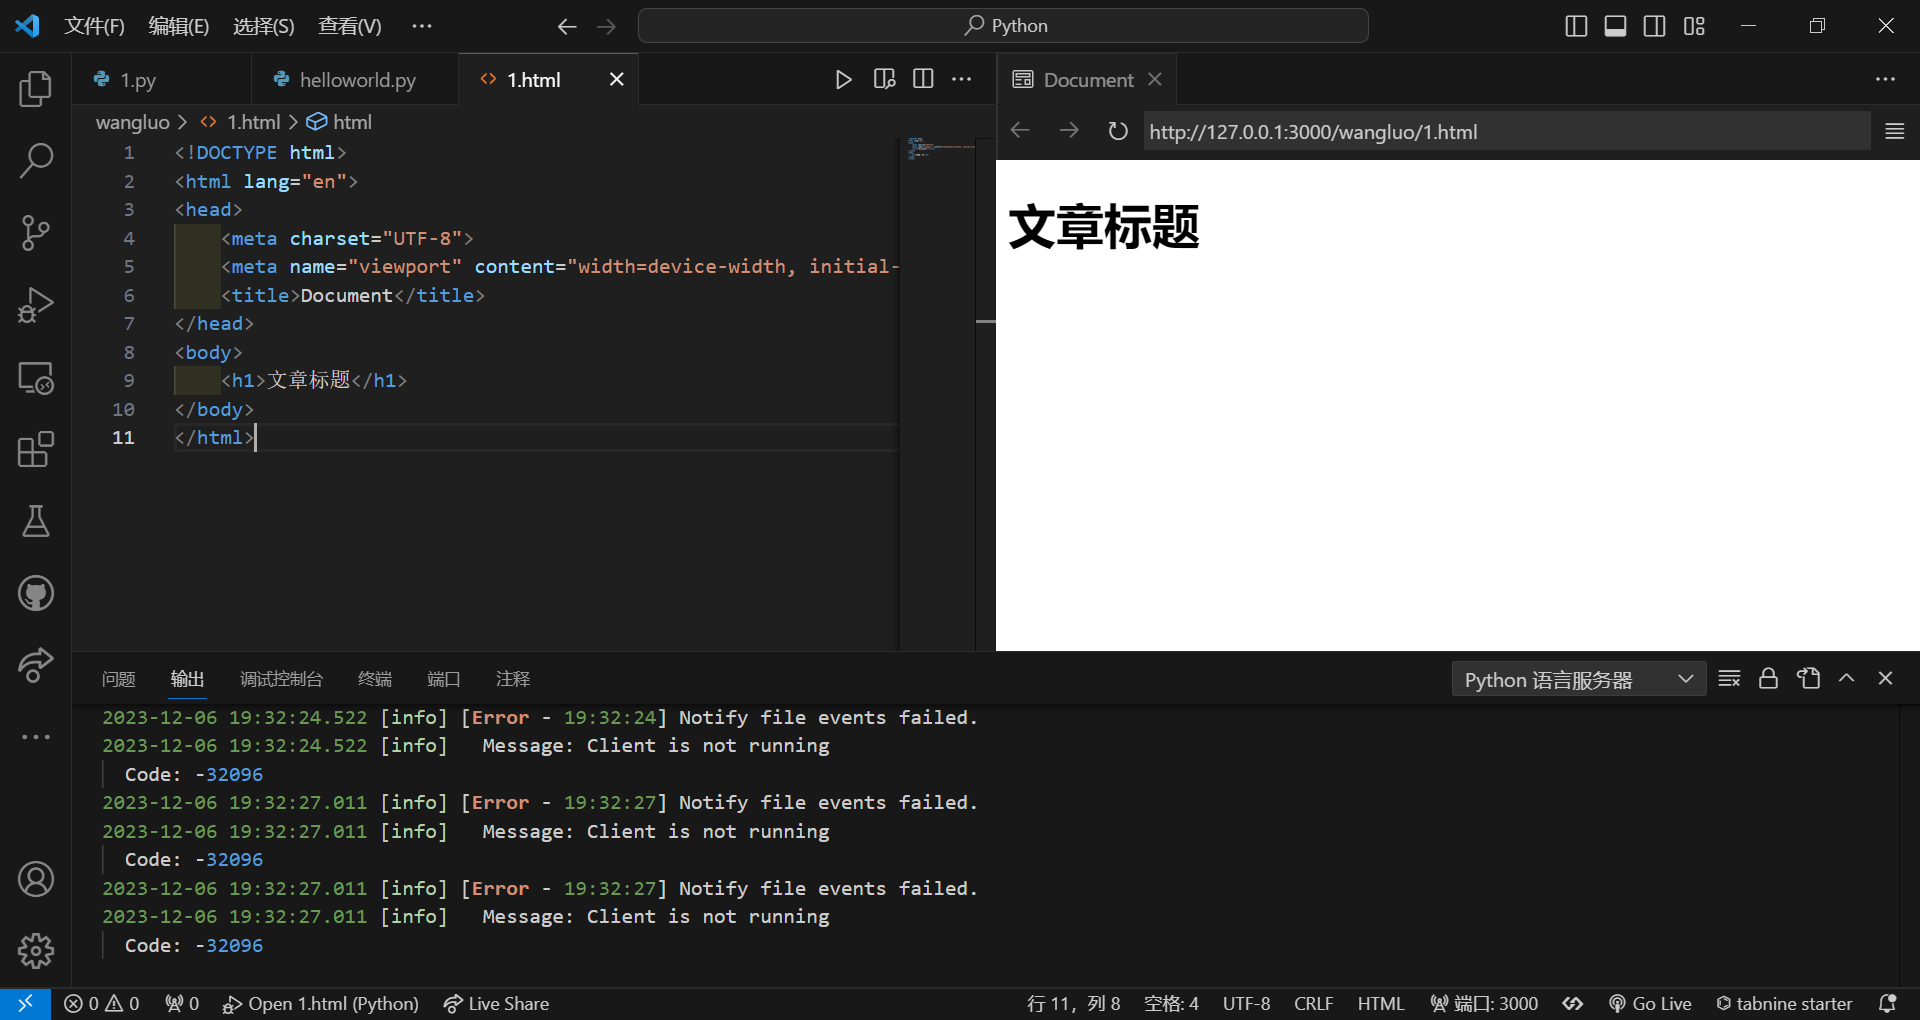 文件(F) 编辑(E) 选择(S) 查看(V) ··· Python
1.py helloworld.py 1.html
Document
wangluo > 1.html > html
http://127.0.0.1:3000/wangluo/1.html
1 <!DOCTYPE html>
2 <html lang="en">
3 <head>
4 <meta charset="UTF-8">
5 <meta name="viewport" content="width=device-width, initial-
6 <title>Document</title>
7 </head>
8 <body>
9 <h1>文章标题</h1>
10 </body>
11 </html>
文章标题
问题 输出 调试控制台 终端 端口 注释 Python 语言服务器
2023-12-06 19:32:24.522 [info] [Error - 19:32:24] Notify file events failed.
2023-12-06 19:32:24.522 [info]   Message: Client is not running
Code: -32096
2023-12-06 19:32:27.011 [info] [Error - 19:32:27] Notify file events failed.
2023-12-06 19:32:27.011 [info]   Message: Client is not running
Code: -32096
2023-12-06 19:32:27.011 [info] [Error - 19:32:27] Notify file events failed.
2023-12-06 19:32:27.011 [info]   Message: Client is not running
Code: -32096
0 0 0 Open 1.html (Python) Live Share 行 11，列 8 空格: 4 UTF-8 CRLF HTML 端口: 3000 Go Live tabnine starter